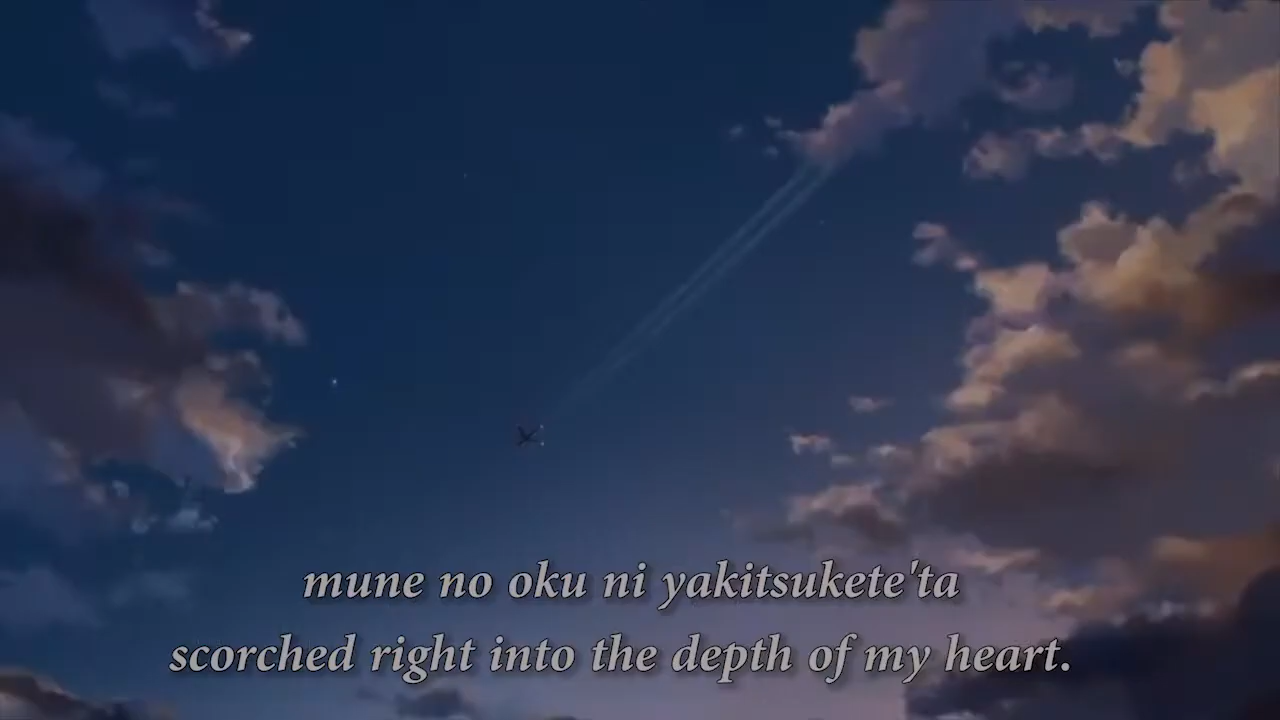 mune no oku ni yakitsukete'ta
scorched right into the depth of my heart.